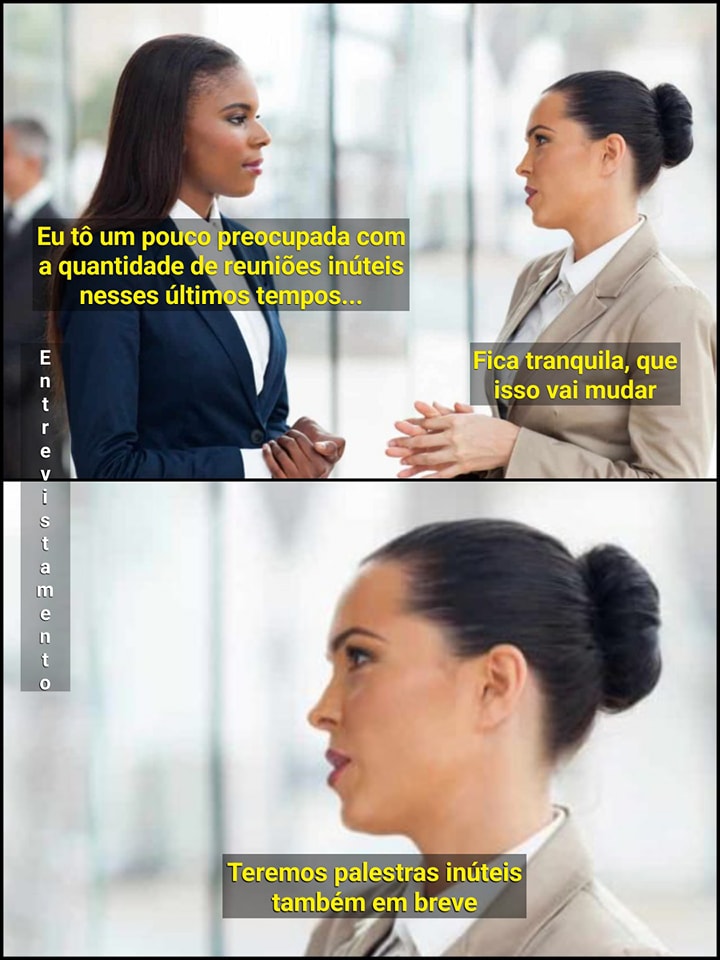 Eu tô um pouco preocupada com
a quantidade de reuniões inúteis
nesses últimos tempos...
Fica tranquila, que
isso vai mudar
Entrevistamento
Teremos palestras inúteis
também em breve